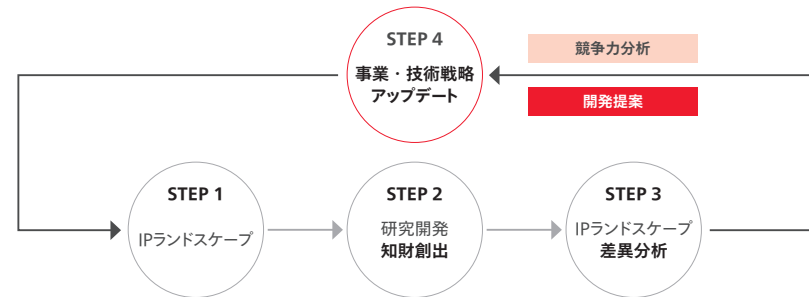 STEP 4
事業・技術戦略
アップデート
競争力分析
開発提案
STEP 1
IPランドスケープ
STEP 2
研究開発
知財創出
STEP 3
IPランドスケープ
差異分析